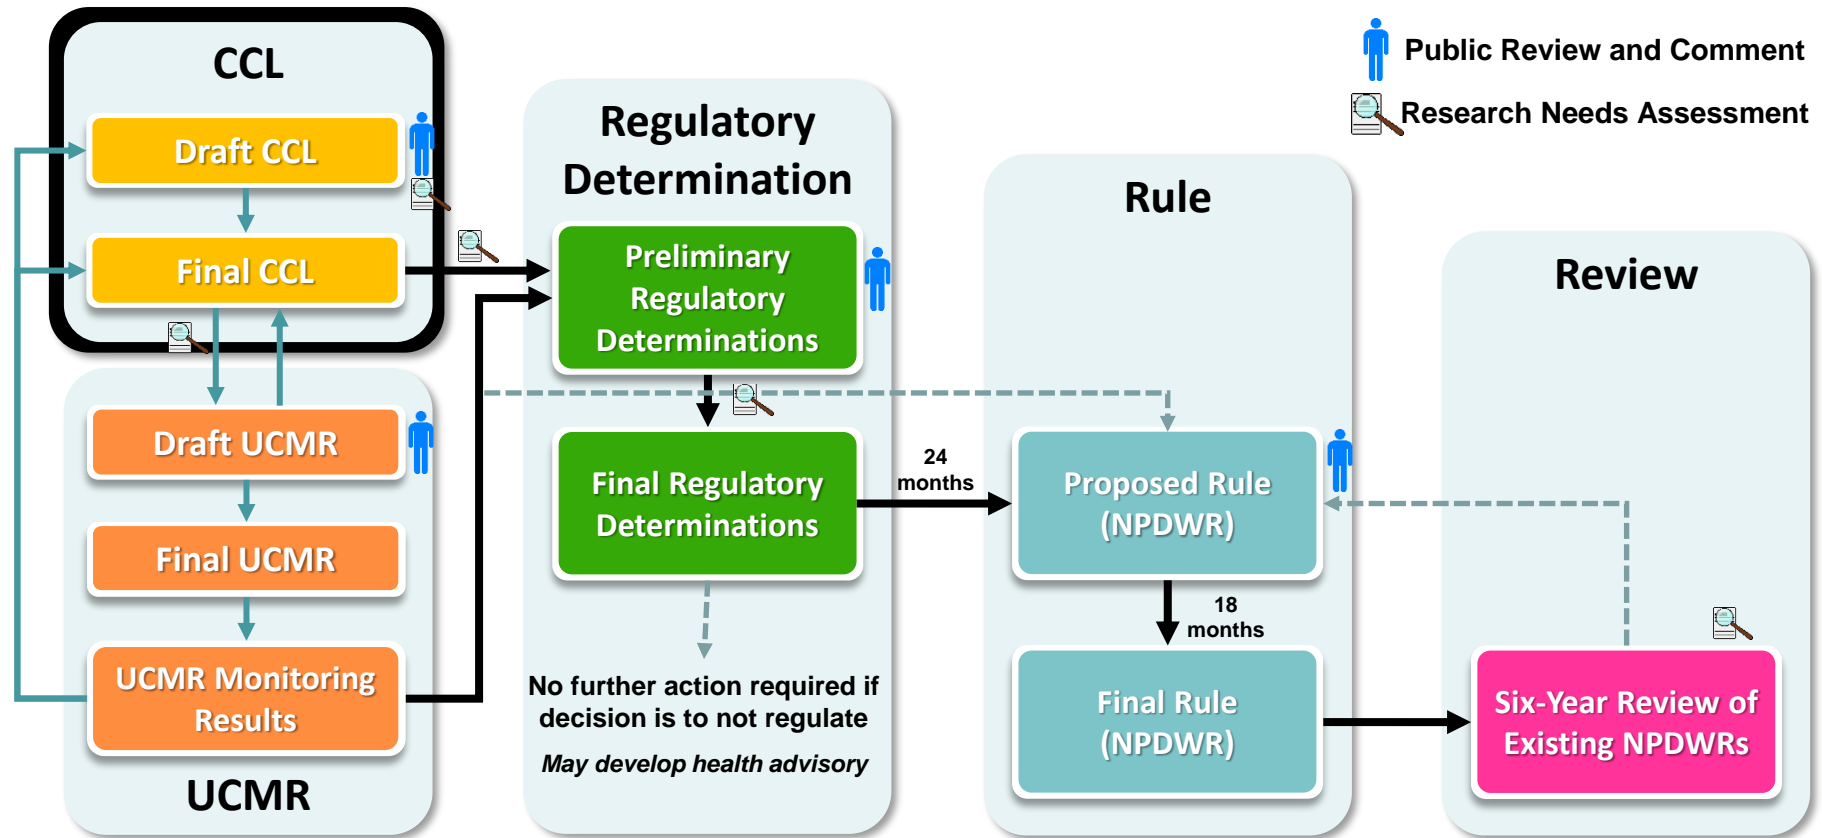 CCL
Draft CCL
Final CCL
Draft UCMR
Final UCMR
UCMR Monitoring
Results
UCMR
Regulatory
Determination
Preliminary
Regulatory
Determinations
Final Regulatory
Determinations
No further action required if
decision is to not regulate
May develop health advisory
24
months
Rule
Proposed Rule
(NPDWR)
18
months
Final Rule
(NPDWR)
Review
Six-Year Review of
Existing NPDWRs
Public Review and Comment
Research Needs Assessment